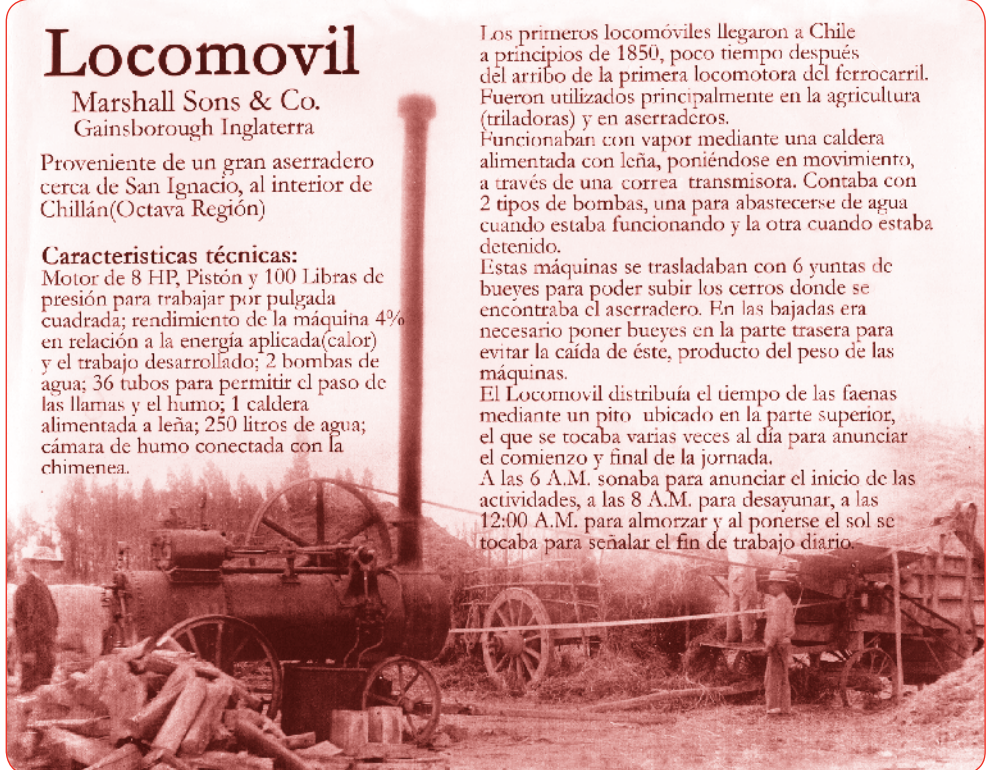 Locomovil
Marshall Sons & Co.
Gainsborough Inglaterra
Proveniente de un gran aserradero
cerca de San Ignacio, al interior de
Chillán(Octava Región)
Caracteristicas técnicas:
Motor de 8 HP, Pistón y 100 Libras de
presión para trabajar por pulgada
cuadrada; rendimiento de la máquina 4%
en relación a la energía aplicada(calor)
y el trabajo desarrollado; 2 bombas de
agua; 36 tubos para permitir el paso de
las llamas y el humo; 1 caldera
alimentada a leña; 250 litros de agua;
cámara de humo conectada con la
chimenea.
Los primeros locomóviles llegaron a Chile
a principios de 1850, poco tiempo después
del arribo de la primera locomotora del ferrocarril.
Fueron utilizados principalmente en la agricultura
(triladoras) y en aserraderos.
Funcionaban con vapor mediante una caldera
alimentada con leña, poniéndose en movimiento,
a través de una correa transmisora. Contaba con
2 tipos de bombas, una para abastecerse de agua
cuando estaba funcionando y la otra cuando estaba
detenido.
Estas máquinas se trasladaban con 6 yuntas de
bueyes para poder subir los cerros donde se
encontraba el aserradero. En las bajadas era
necesario poner bueyes en la parte trasera para
evitar la caída de éste, producto del peso de las
máquinas.
El Locomovil distribuía el tiempo de las faenas
mediante un pito ubicado en la parte superior,
el que se tocaba varias veces al día para anunciar
el comienzo y final de la jornada.
A las 6 A.M. sonaba para anunciar el inicio de las
actividades, a las 8 A.M. para desayunar, a las
12:00 A.M. para almorzar y al ponerse el sol se
tocaba para señalar el fin de trabajo diario.